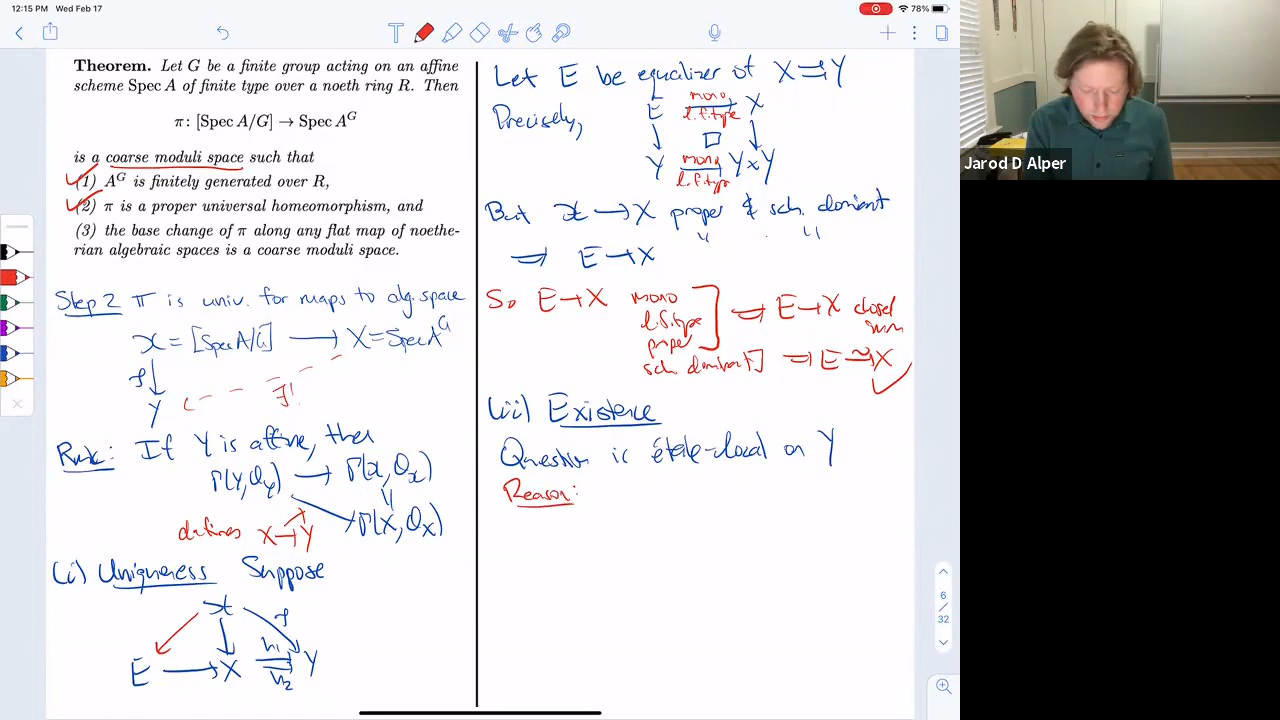 12:15 PM Wed Feb 17
78%
Theorem. Let G be a finite group acting on an affine
scheme Spec A of finite type over a noeth ring R. Then
π: [Spec A/G] → Spec A^G
is a coarse moduli space such that
(1) A^G is finitely generated over R,
(2) π is a proper universal homeomorphism, and
(3) the base change of π along any flat map of noethe-
rian algebraic spaces is a coarse moduli space.
Step 2 π is univ. for maps to alg. space
𝒳 = [Spec A/G] → X = Spec A^G
f
∃!
Y
Rmk: If Y is affine, then
Γ(Y, O_Y) → Γ(𝒳, O_𝒳)
defines X → Y
Γ(X, O_X)
(i) Uniqueness Suppose
𝒳
f
E → X ⇉ Y
h1
h2
Let E be equalizer of X ⇉ Y
Precisely,
E mono l.f.type X
Y mono l.f.type Y × Y
But 𝒳 → X proper & sch. dominant
⇒ E → X
So E → X mono
l.f.type
proper
⇒ E → X closed imm
sch. dominant] ⇒ E ≅ X
(ii) Existence
Question is étale-local on Y
Reason:
6
/
32
Jarod D Alper